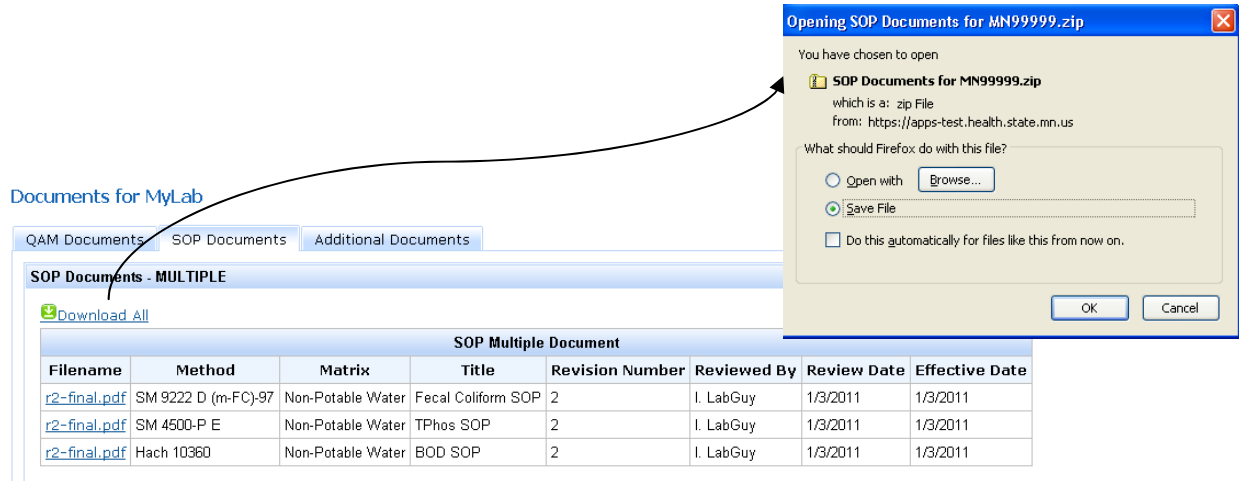 Opening SOP Documents for MN99999.zip
You have chosen to open
SOP Documents for MN99999.zip
which is a: zip File
from: https://apps-test.health.state.mn.us
What should Firefox do with this file?
Open with Browse...
Save File
Do this automatically for files like this from now on.
OK Cancel
Documents for MyLab
QAM Documents SOP Documents Additional Documents
SOP Documents - MULTIPLE
Download All
SOP Multiple Document
Filename Method Matrix Title Revision Number Reviewed By Review Date Effective Date
r2-final.pdf SM 9222 D (m-FC)-97 Non-Potable Water Fecal Coliform SOP 2 I. LabGuy 1/3/2011 1/3/2011
r2-final.pdf SM 4500-P E Non-Potable Water TPhos SOP 2 I. LabGuy 1/3/2011 1/3/2011
r2-final.pdf Hach 10360 Non-Potable Water BOD SOP 2 I. LabGuy 1/3/2011 1/3/2011